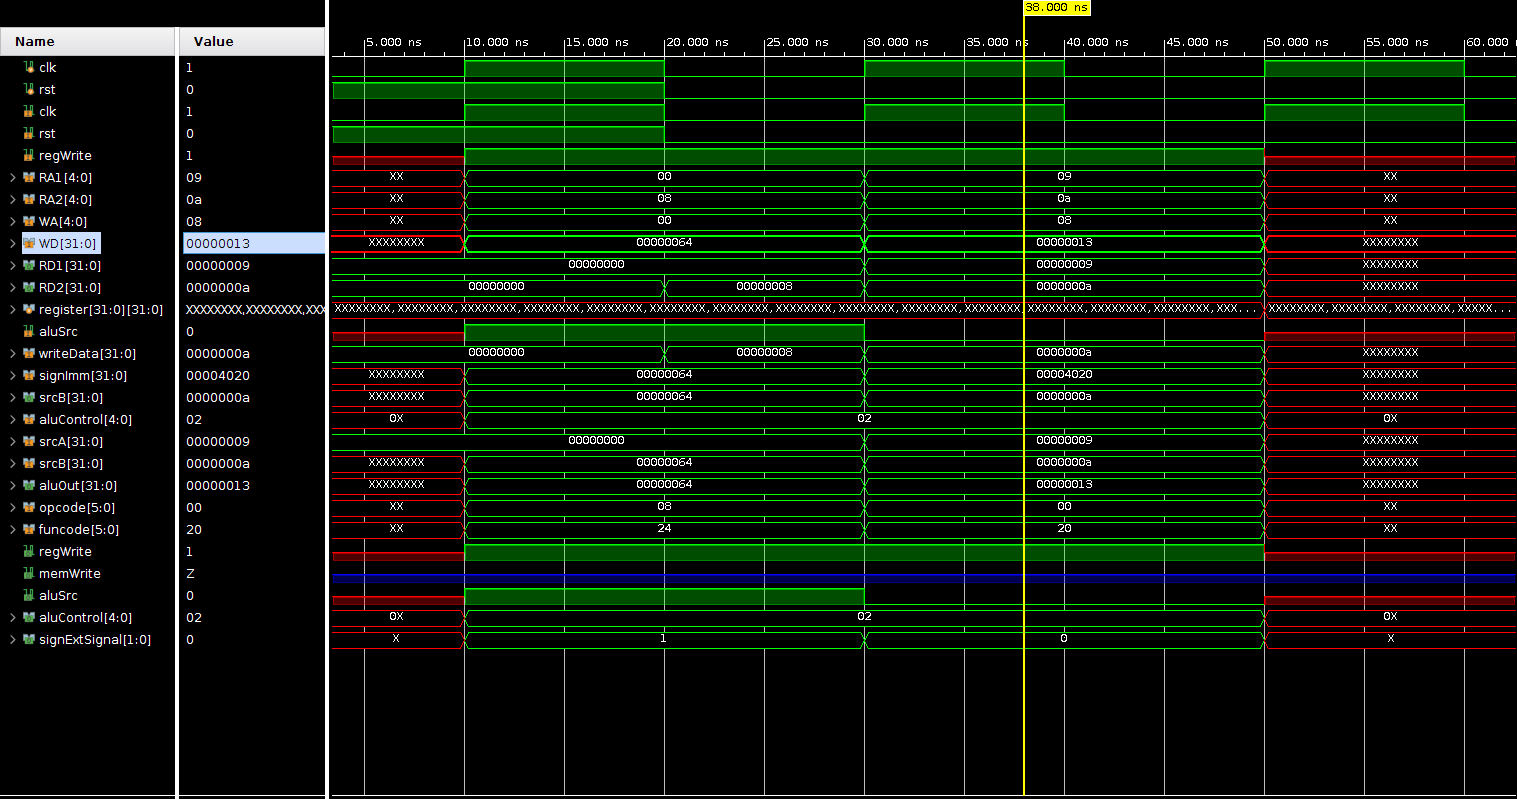 38.000 ns
Name Value 5.000 ns 10.000 ns 15.000 ns 20.000 ns 25.000 ns 30.000 ns 35.000 ns 40.000 ns 45.000 ns 50.000 ns 55.000 ns 60.000
clk 1
rst 0
clk 1
rst 0
regWrite 1
RA1[4:0] 09 XX 00 09 XX
RA2[4:0] 0a XX 08 0a XX
WA[4:0] 08 XX 00 08 XX
WD[31:0] 00000013 XXXXXXXX 00000064 00000013 XXXXXXXX
RD1[31:0] 00000009 00000000 00000009 XXXXXXXX
RD2[31:0] 0000000a 00000000 00000008 0000000a XXXXXXXX
register[31:0][31:0] XXXXXXXX,XXXXXXXX,XXX XXXXXXXX,XXXXXXXX,XXXXXXXX,XXXXXXXX,XXXXXXXX,XXXXXXXX,XXXXXXXX,XXXXXXXX,XXXXXXXX,XXXXXXXX,XXXXXXXX,XXXXXXXX,XXXXXXXX,XXXXXXXX,XXX... XXXXXXXX,XXXXXXXX,XXXXXXXX,XXXXX...
aluSrc 0
writeData[31:0] 0000000a 00000000 00000008 0000000a XXXXXXXX
signImm[31:0] 00004020 XXXXXXXX 00000064 00004020 XXXXXXXX
srcB[31:0] 0000000a XXXXXXXX 00000064 0000000a XXXXXXXX
aluControl[4:0] 02 0X 02 0X
srcA[31:0] 00000009 00000000 00000009 XXXXXXXX
srcB[31:0] 0000000a XXXXXXXX 00000064 0000000a XXXXXXXX
aluOut[31:0] 00000013 XXXXXXXX 00000064 00000013 XXXXXXXX
opcode[5:0] 00 XX 08 00 XX
funcode[5:0] 20 XX 24 20 XX
regWrite 1
memWrite Z
aluSrc 0
aluControl[4:0] 02 0X 02 0X
signExtSignal[1:0] 0 X 1 0 X